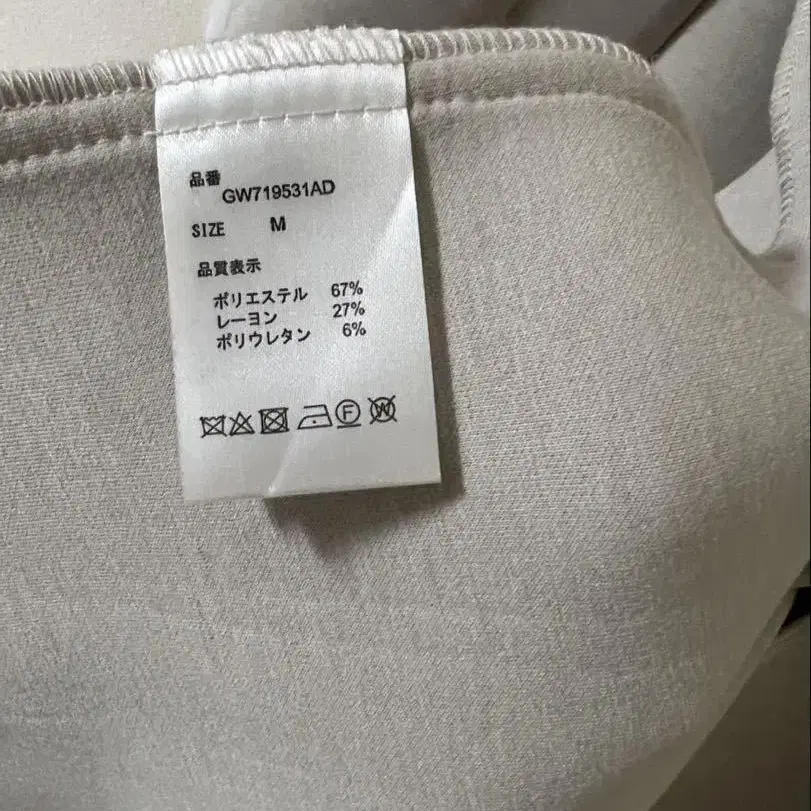 品番
GW719531AD
SIZE M
品質表示
ポリエステル 67%
レーヨン 27%
ポリウレタン 6%
F W